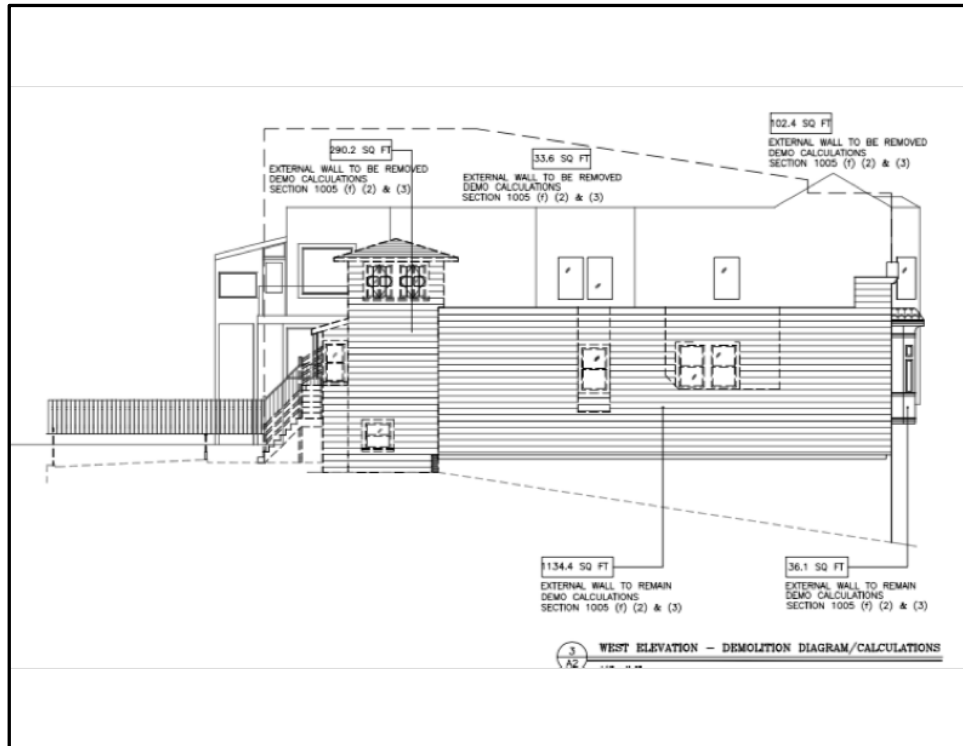 102.4 SQ FT
EXTERNAL WALL TO BE REMOVED
DEMO CALCULATIONS
SECTION 1005 (f) (2) & (3)
290.2 SQ FT
EXTERNAL WALL TO BE REMOVED
DEMO CALCULATIONS
SECTION 1005 (f) (2) & (3)
33.6 SQ FT
EXTERNAL WALL TO BE REMOVED
DEMO CALCULATIONS
SECTION 1005 (f) (2) & (3)
1134.4 SQ FT
EXTERNAL WALL TO REMAIN
DEMO CALCULATIONS
SECTION 1005 (f) (2) & (3)
36.1 SQ FT
EXTERNAL WALL TO REMAIN
DEMO CALCULATIONS
SECTION 1005 (f) (2) & (3)
3
A2
WEST ELEVATION - DEMOLITION DIAGRAM/CALCULATIONS